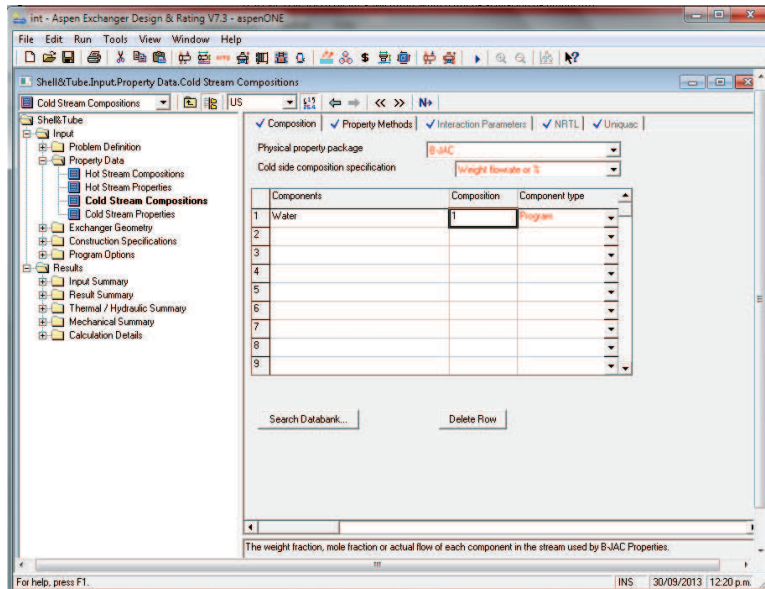 int - Aspen Exchanger Design & Rating V7.3 - aspenONE
File Edit Run Tools View Window Help
Shell&Tube.Input.Property Data.Cold Stream Compositions
Cold Stream Compositions US
Shell&Tube
Input
Problem Definition
Property Data
Hot Stream Compositions
Hot Stream Properties
Cold Stream Compositions
Cold Stream Properties
Exchanger Geometry
Construction Specifications
Program Options
Results
Input Summary
Result Summary
Thermal / Hydraulic Summary
Mechanical Summary
Calculation Details
Composition Property Methods Interaction Parameters NRTL Uniquac
Physical property package B-JAC
Cold side composition specification Weight flowrate or %
Components Composition Component type
1 Water 1 Program
2
3
4
5
6
7
8
9
Search Databank... Delete Row
The weight fraction, mole fraction or actual flow of each component in the stream used by B-JAC Properties.
For help, press F1. INS 30/09/2013 12:20 p.m.